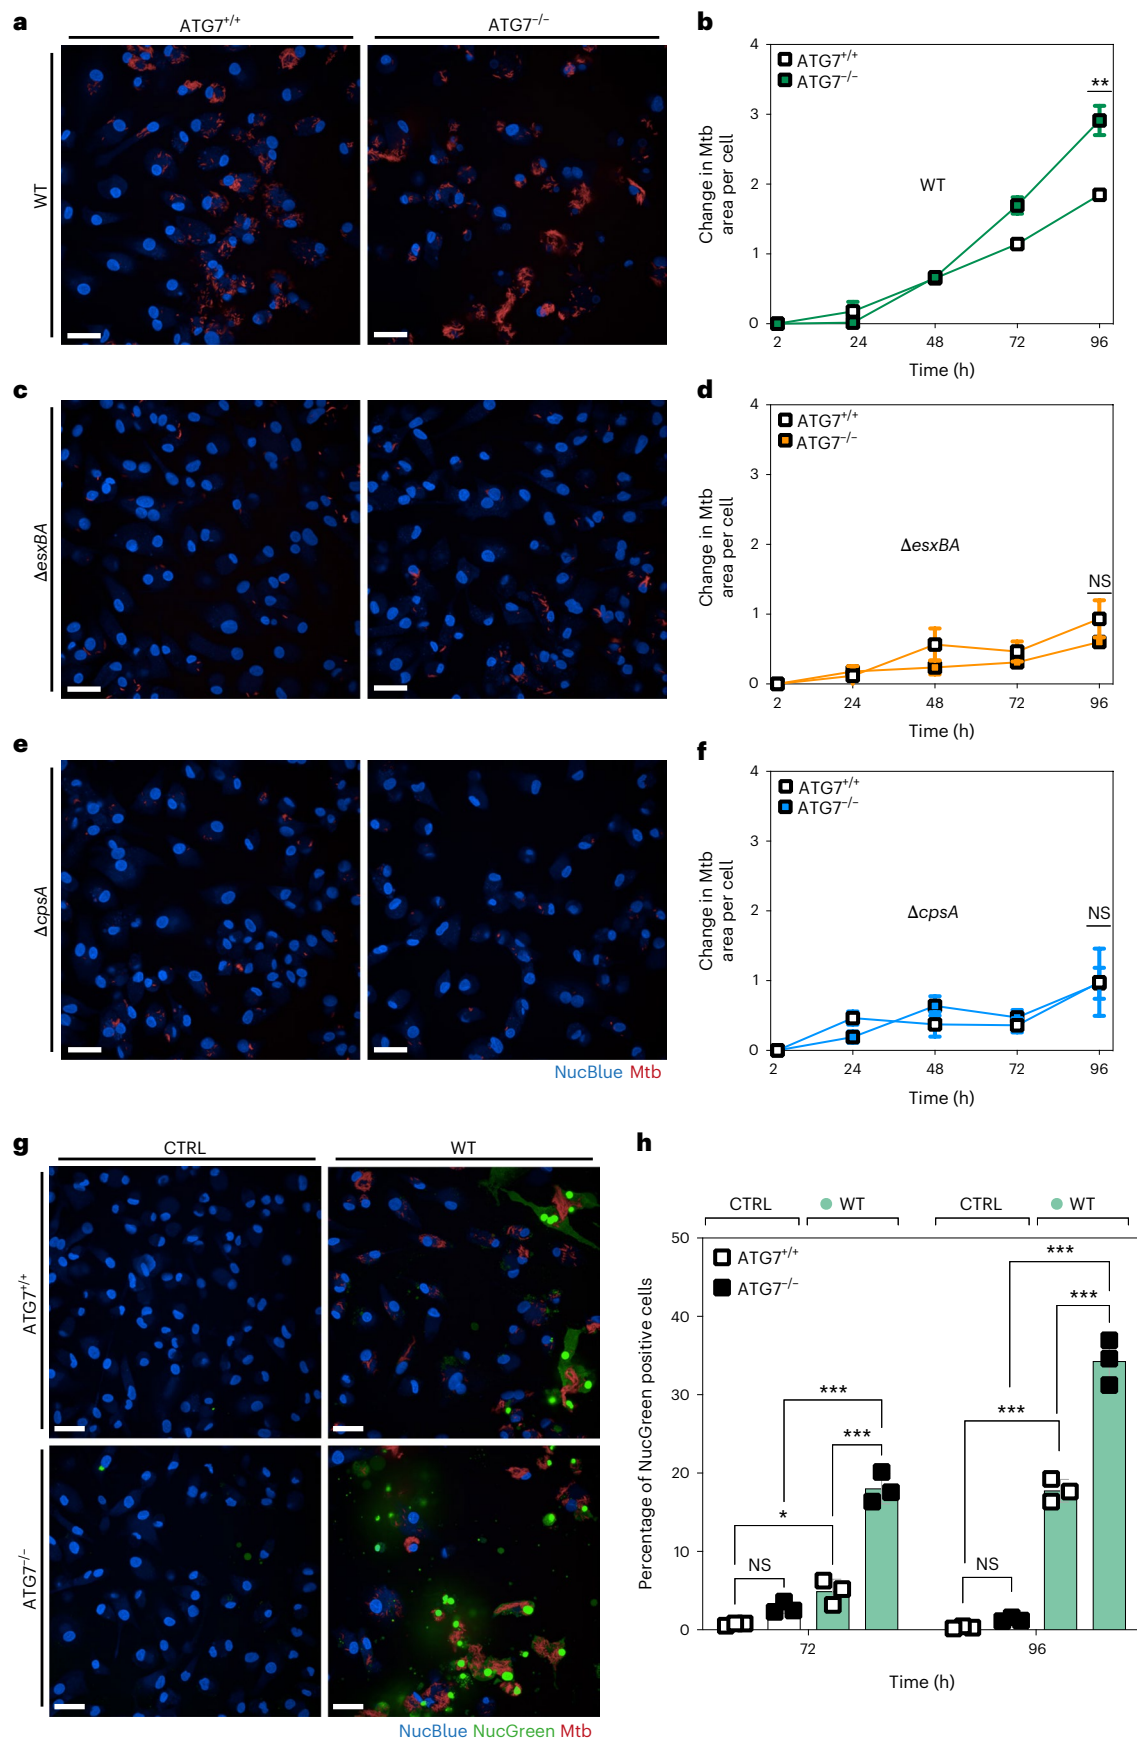 a
ATG7+/+
ATG7−/−
WT
b
ATG7+/+
ATG7−/−
**
WT
Change in Mtb
area per cell
4
3
2
1
0
2 24 48 72 96
Time (h)
c
ΔesxBA
d
ATG7+/+
ATG7−/−
ΔesxBA
NS
Change in Mtb
area per cell
4
3
2
1
0
2 24 48 72 96
Time (h)
e
ΔcpsA
NucBlue Mtb
f
ATG7+/+
ATG7−/−
ΔcpsA
NS
Change in Mtb
area per cell
4
3
2
1
0
2 24 48 72 96
Time (h)
g
CTRL
WT
ATG7+/+
ATG7−/−
NucBlue NucGreen Mtb
h
CTRL WT CTRL WT
ATG7+/+
ATG7−/−
Percentage of NucGreen positive cells
50
40
30
20
10
0
NS
*
***
***
NS
***
***
***
72 96
Time (h)